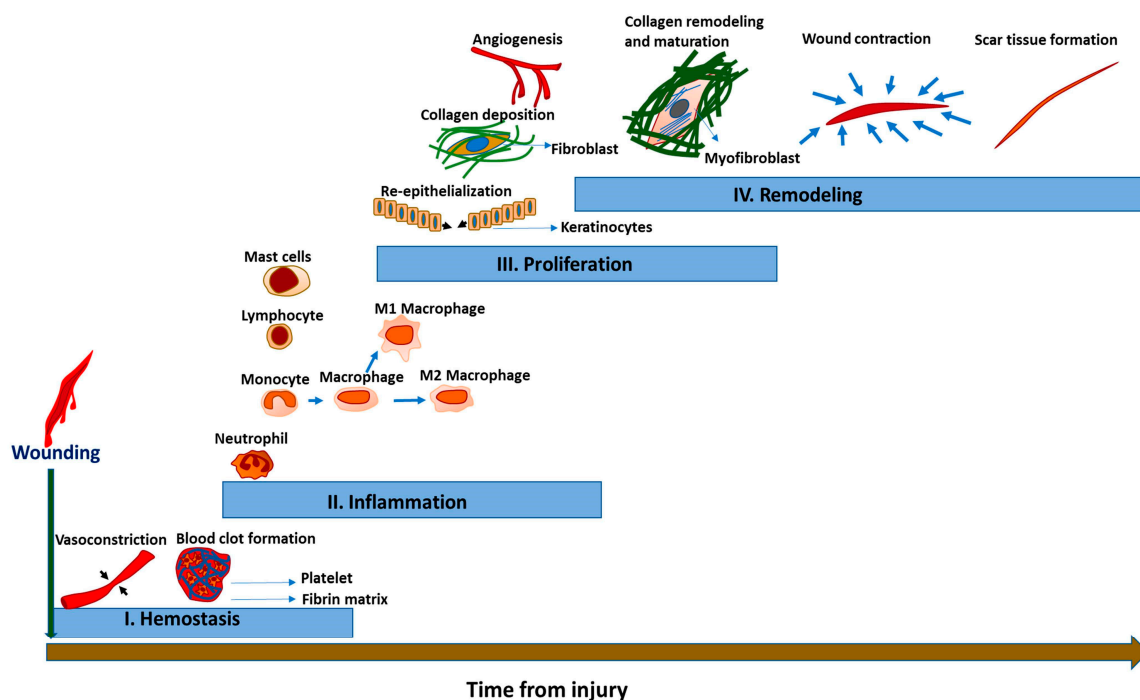 Angiogenesis
Collagen remodeling
and maturation
Wound contraction
Scar tissue formation
Collagen deposition
Fibroblast
Myofibroblast
Re-epithelialization
IV. Remodeling
Keratinocytes
Mast cells
III. Proliferation
Lymphocyte
M1 Macrophage
Monocyte
Macrophage
M2 Macrophage
Wounding
Neutrophil
II. Inflammation
Vasoconstriction
Blood clot formation
Platelet
Fibrin matrix
I. Hemostasis
Time from injury